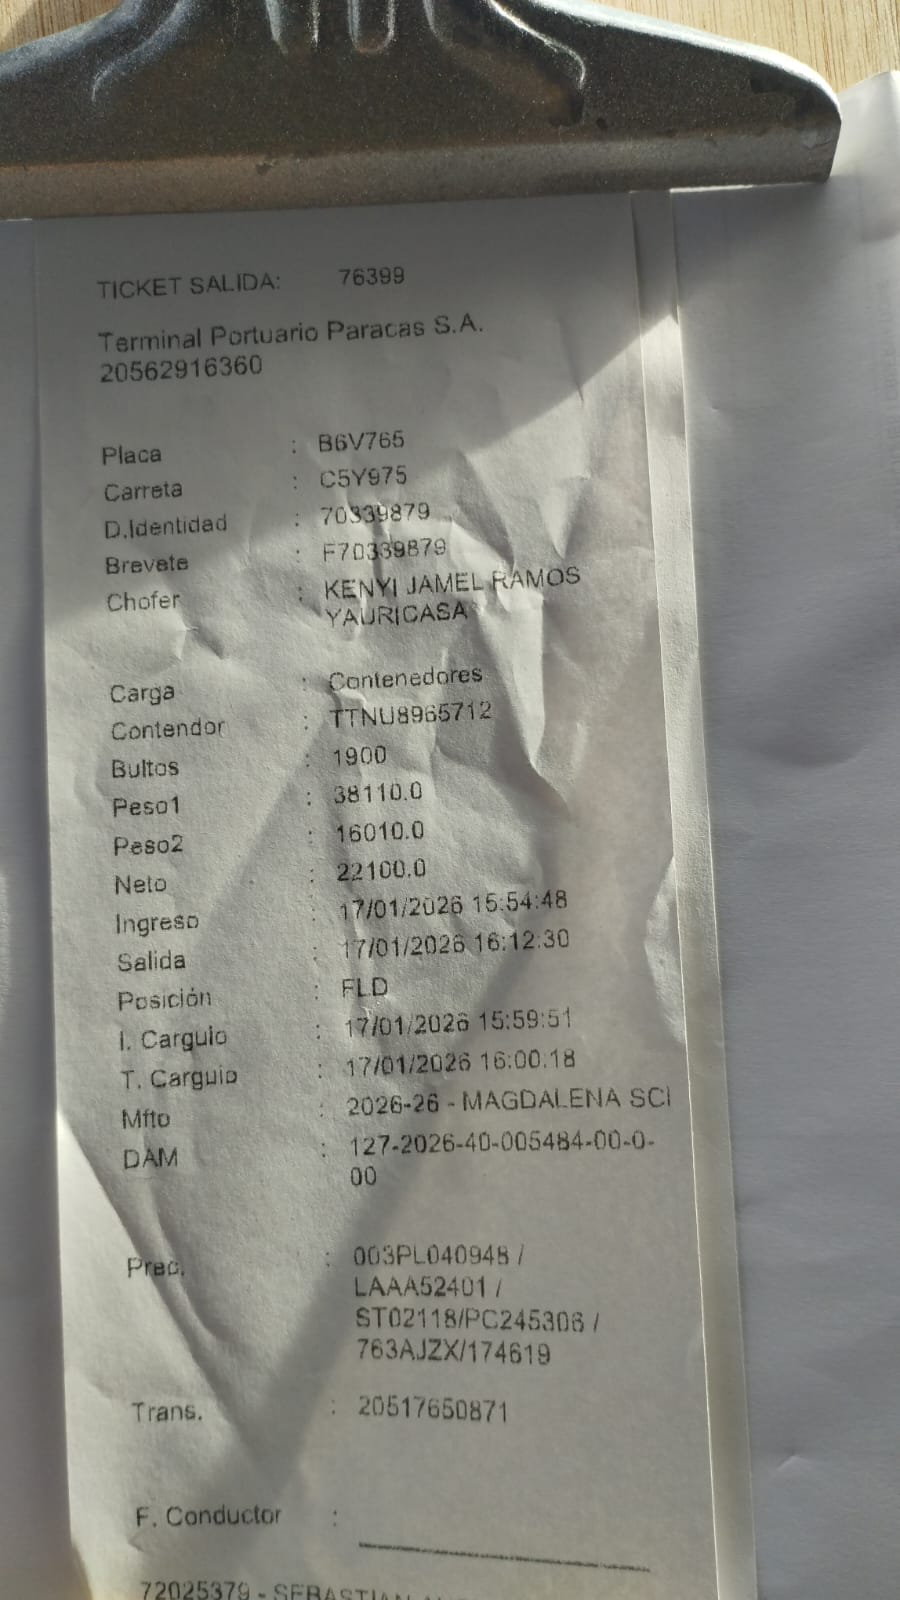 TICKET SALIDA: 76399
Terminal Portuario Paracas S.A.
20562916360
Placa : B6V765
Carreta : C5Y975
D.Identidad : 70339879
Brevete : F70339879
Chofer : KENYI JAMEL RAMOS
YAURICASA
Carga : Contenedores
Contendor : TTNU8965712
Bultos : 1900
Peso1 : 38110.0
Peso2 : 16010.0
Neto : 22100.0
Ingreso : 17/01/2026 15:54:48
Salida : 17/01/2026 16:12:30
Posición : FLD
I. Carguio : 17/01/2026 15:59:51
T. Carguio : 17/01/2026 16:00:18
Mfto : 2026-26 - MAGDALENA SCI
DAM : 127-2026-40-005484-00-0-
00
Prec. : 003PL040948 /
LAAA52401 /
ST02118/PC245306 /
763AJZX/174619
Trans. : 20517650871
F. Conductor :
72025379 - SEBASTIAN